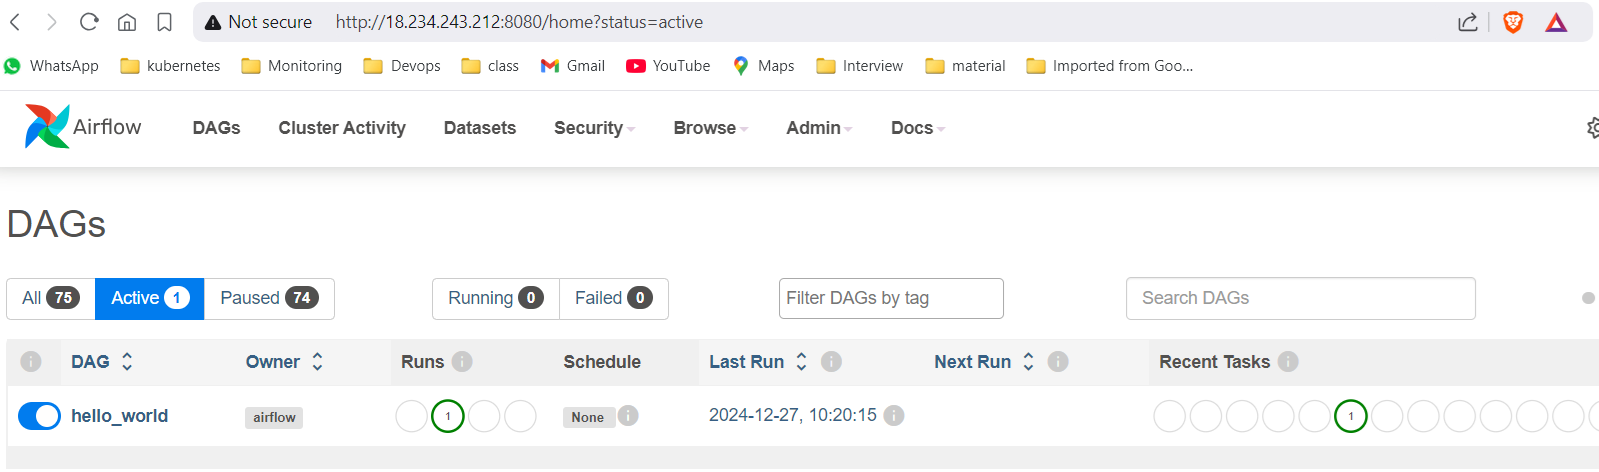 Not secure http://18.234.243.212:8080/home?status=active
WhatsApp kubernetes Monitoring Devops class Gmail YouTube Maps Interview material Imported from Goo...
Airflow DAGs Cluster Activity Datasets Security Browse Admin Docs
DAGs
All 75 Active 1 Paused 74 Running 0 Failed 0 Filter DAGs by tag Search DAGs
DAG Owner Runs Schedule Last Run Next Run Recent Tasks
hello_world airflow 1 None 2024-12-27, 10:20:15 1